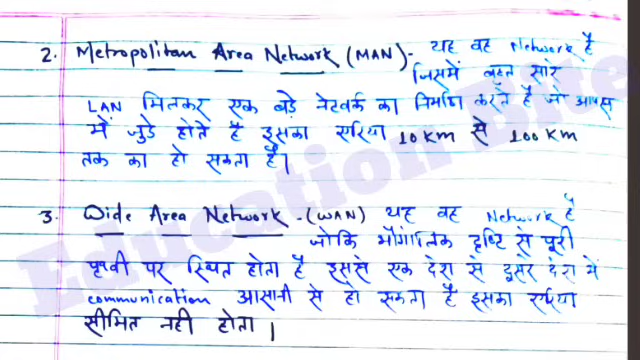 2. Metropolitan Area Network (MAN)- यह वह Network है
जिसमें बहुत सारे
LAN मिलकर एक बड़े नेटवर्क का निर्माण करते है जो आपस
में जुडे होते है इसका एरिया 10 KM से 100 KM
तक का हो सकता है।
3. Wide Area Network -(WAN) यह वह Network है
जोकि भौगोलिक दृष्टि से पूरी
पृथ्वी पर स्थित होता है इससे एक देश से दुसरे देश में
communication आसानी से हो सकता है इसका एरिया
सीमित नही होता।
Education Bite